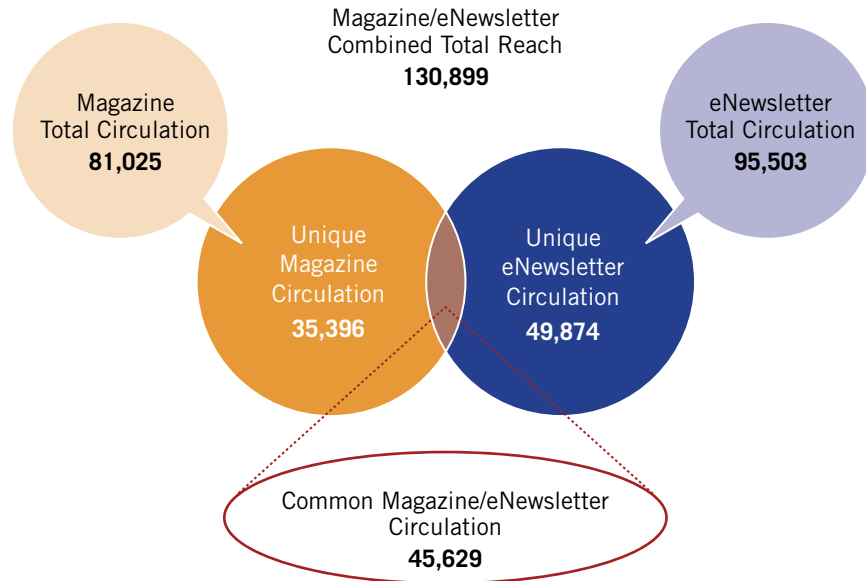 Magazine/eNewsletter
Combined Total Reach
130,899
Magazine
Total Circulation
81,025
eNewsletter
Total Circulation
95,503
Unique
Magazine
Circulation
35,396
Unique
eNewsletter
Circulation
49,874
Common Magazine/eNewsletter
Circulation
45,629